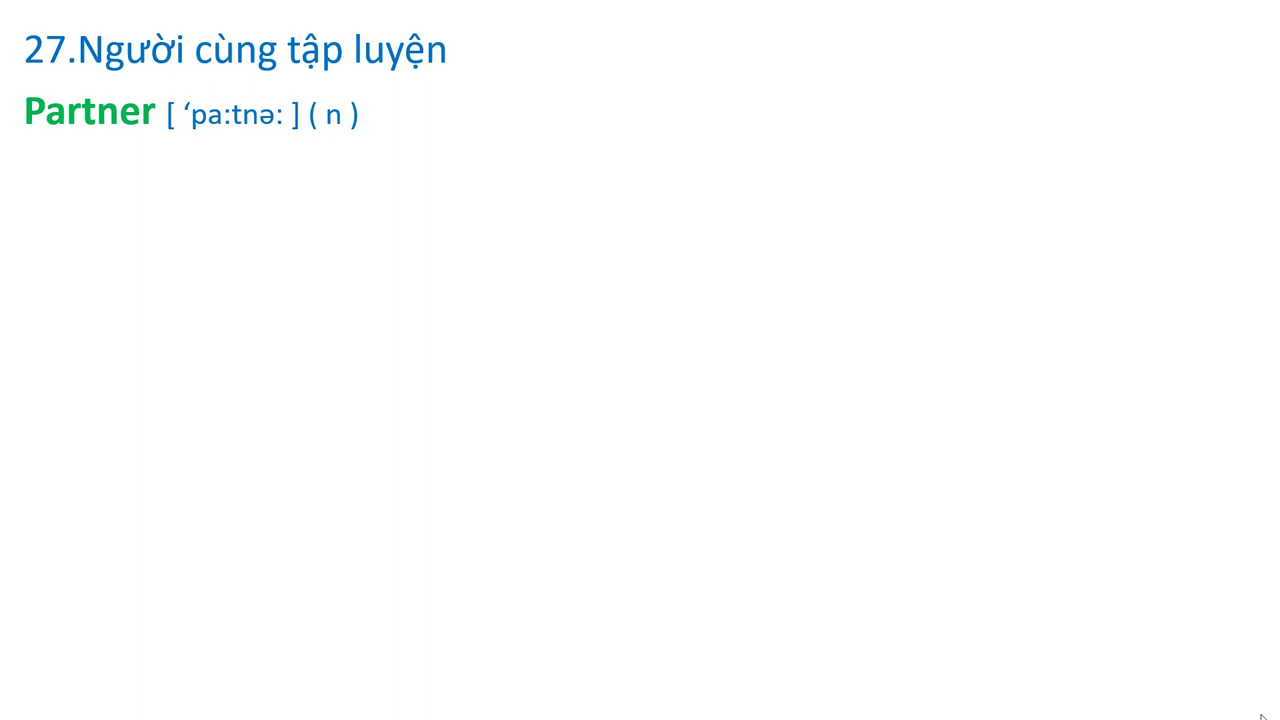 27.Người cùng tập luyện
Partner [ ‘pa:tnə: ] ( n )